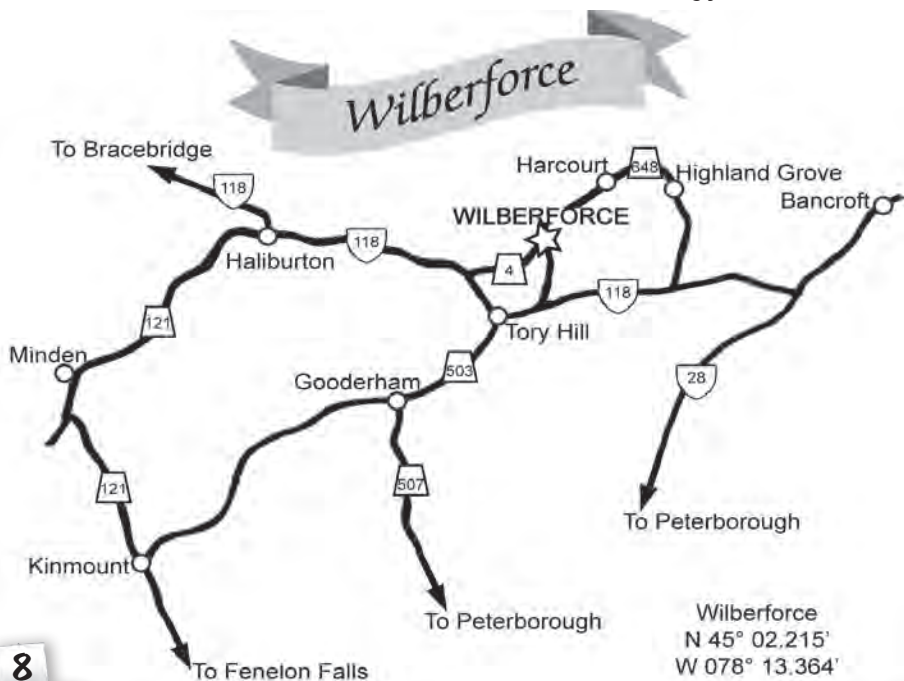 Wilberforce
To Bracebridge
118
Harcourt
648
Highland Grove
Bancroft
WILBERFORCE
118
Haliburton
4
118
121
Tory Hill
Minden
503
Gooderham
28
121
507
To Peterborough
Kinmount
To Peterborough
Wilberforce
N 45° 02.215'
W 078° 13.364'
8
To Fenelon Falls